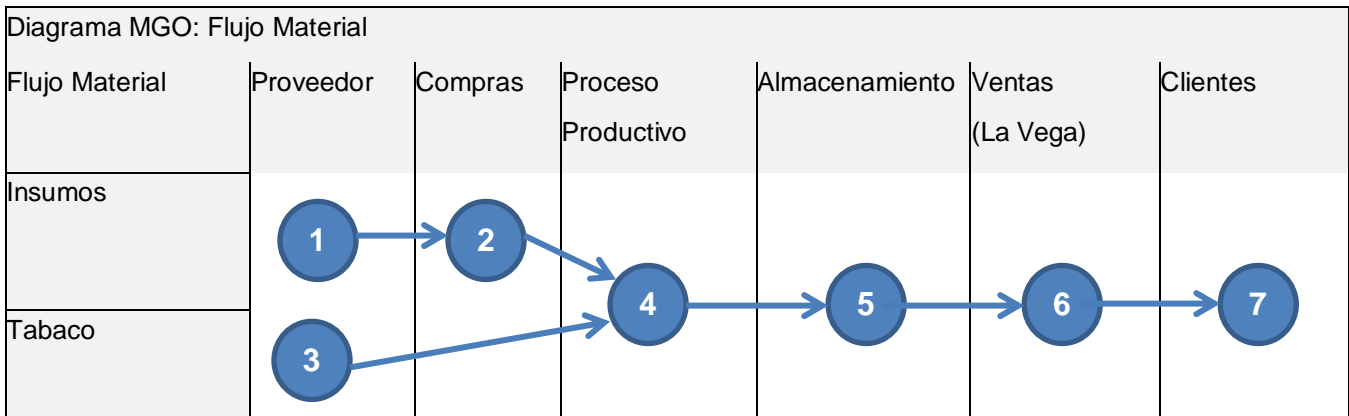 Diagrama MGO: Flujo Material
Flujo Material
Proveedor
Compras
Proceso
Productivo
Almacenamiento
Ventas
(La Vega)
Clientes
Insumos
1
2
4
5
6
7
Tabaco
3